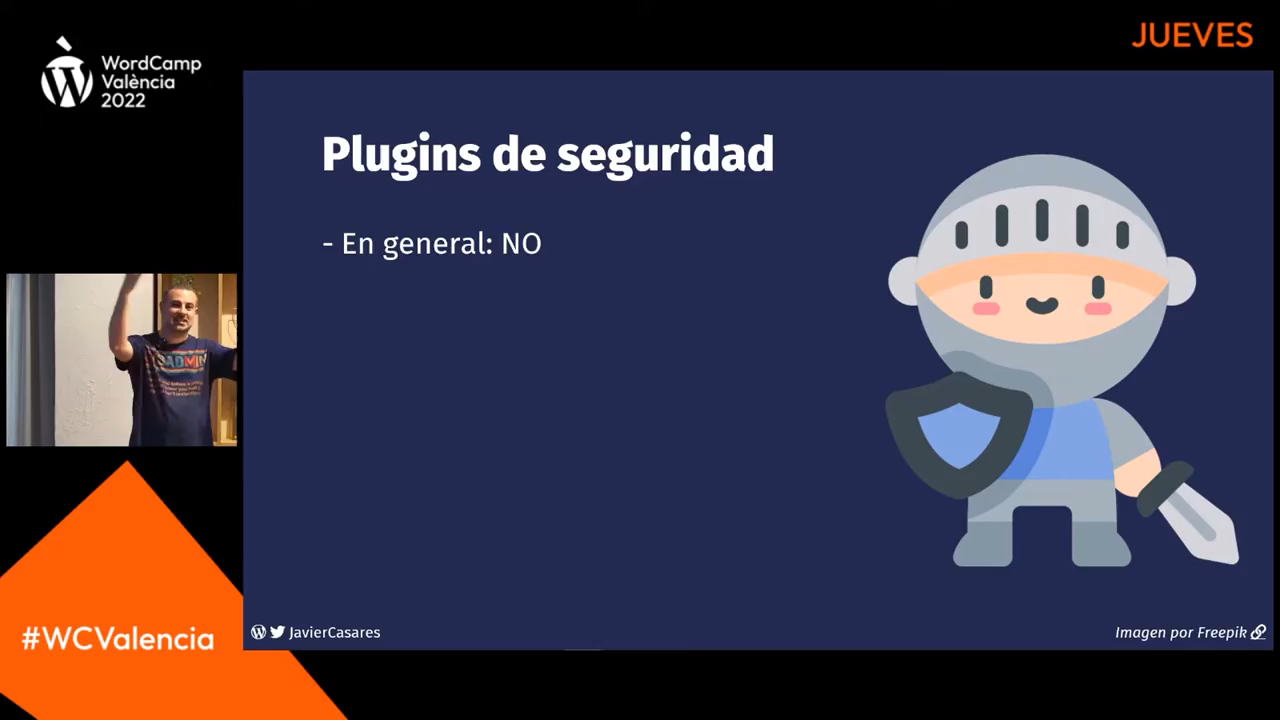 JUEVES
WordCamp
València
2022
Plugins de seguridad
- En general: NO
#WCValencia
JavierCasares
Imagen por Freepik